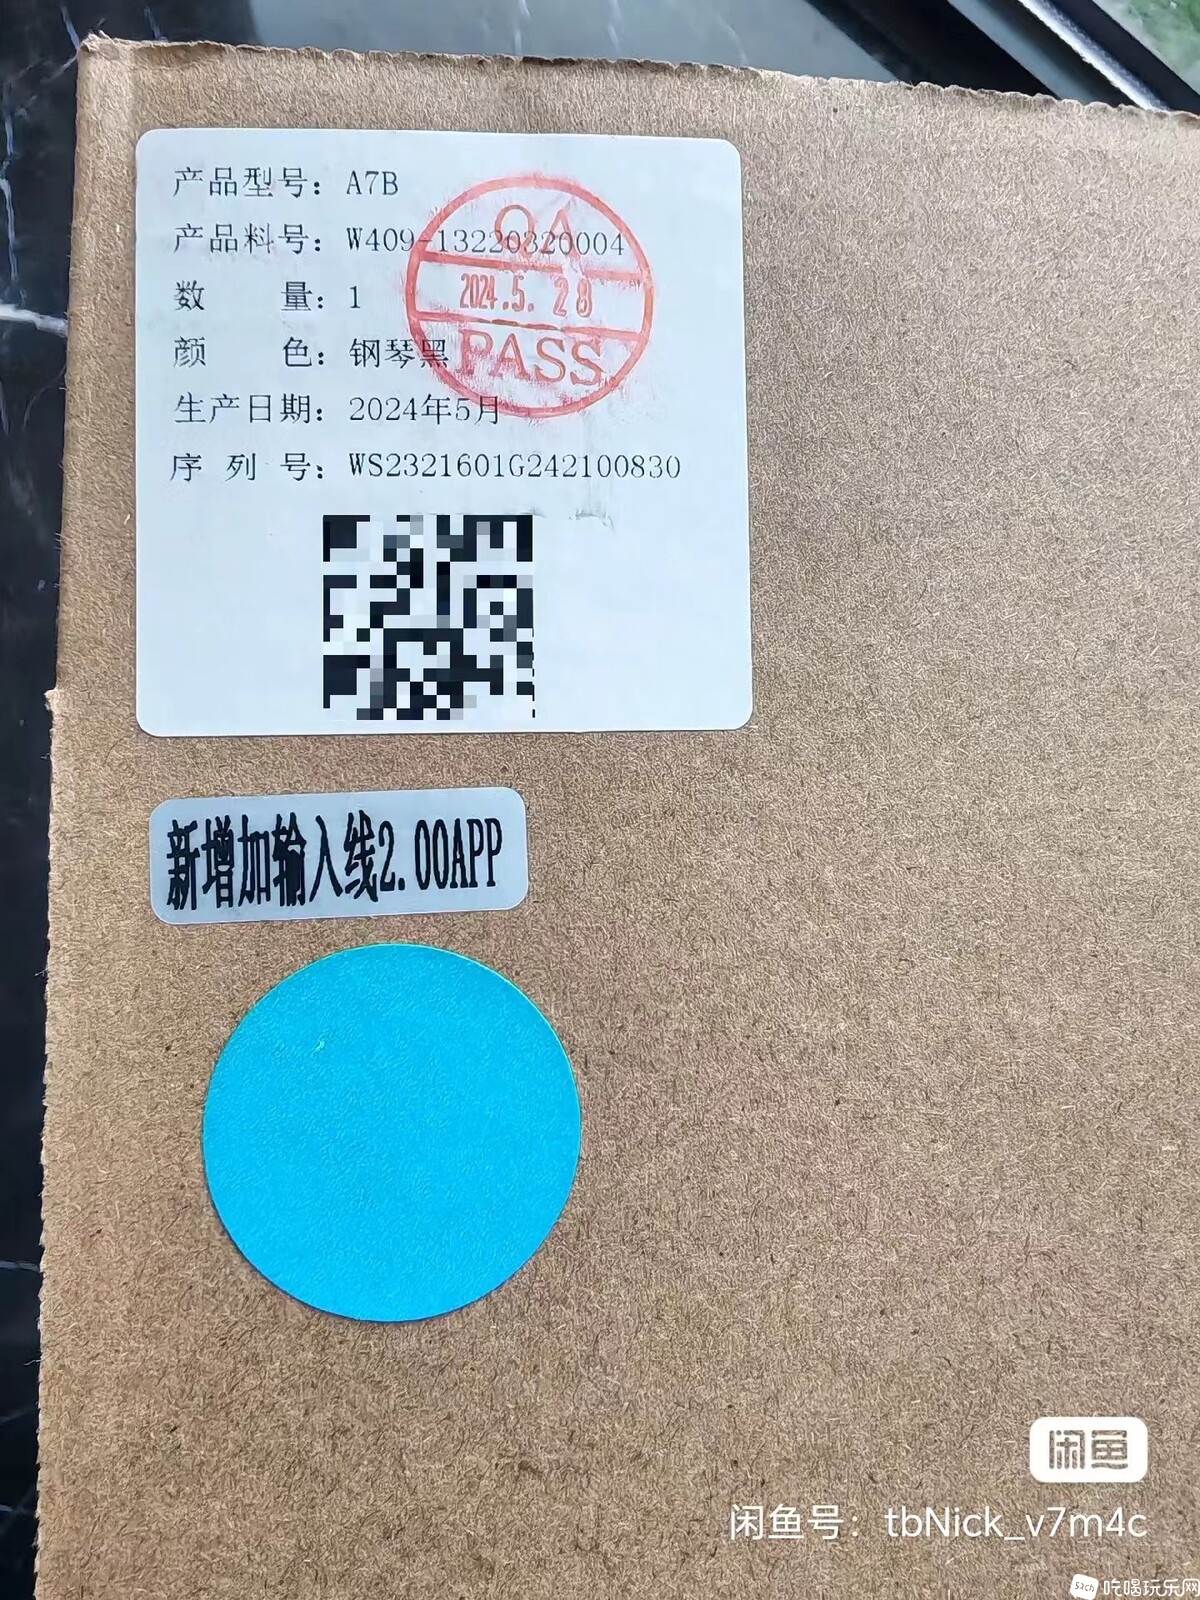 产品型号：A7B
产品料号：W409-13220320004
数 量：1
颜 色：钢琴黑
生产日期：2024年5月
序 列 号：WS2321601G242100830
QA
2024.5.28
PASS
新增加输入线2.00APP
闲鱼
闲鱼号：tbNick_v7m4c
5ach 吃喝玩乐网